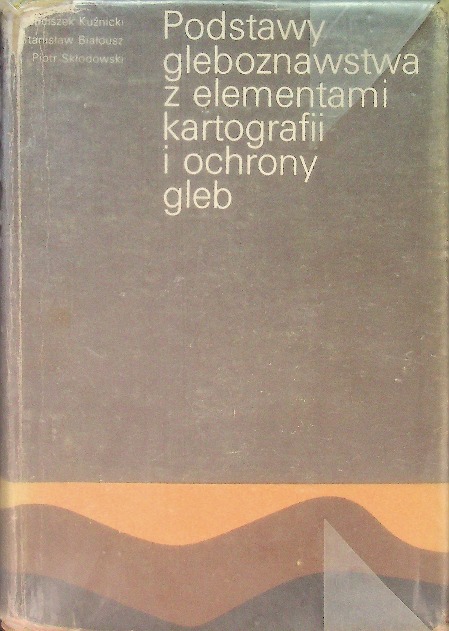 Kuźnicki
Białousz
Piotr Skłodowski
Podstawy
gleboznawstwa
z elementami
kartografii
i ochrony
gleb